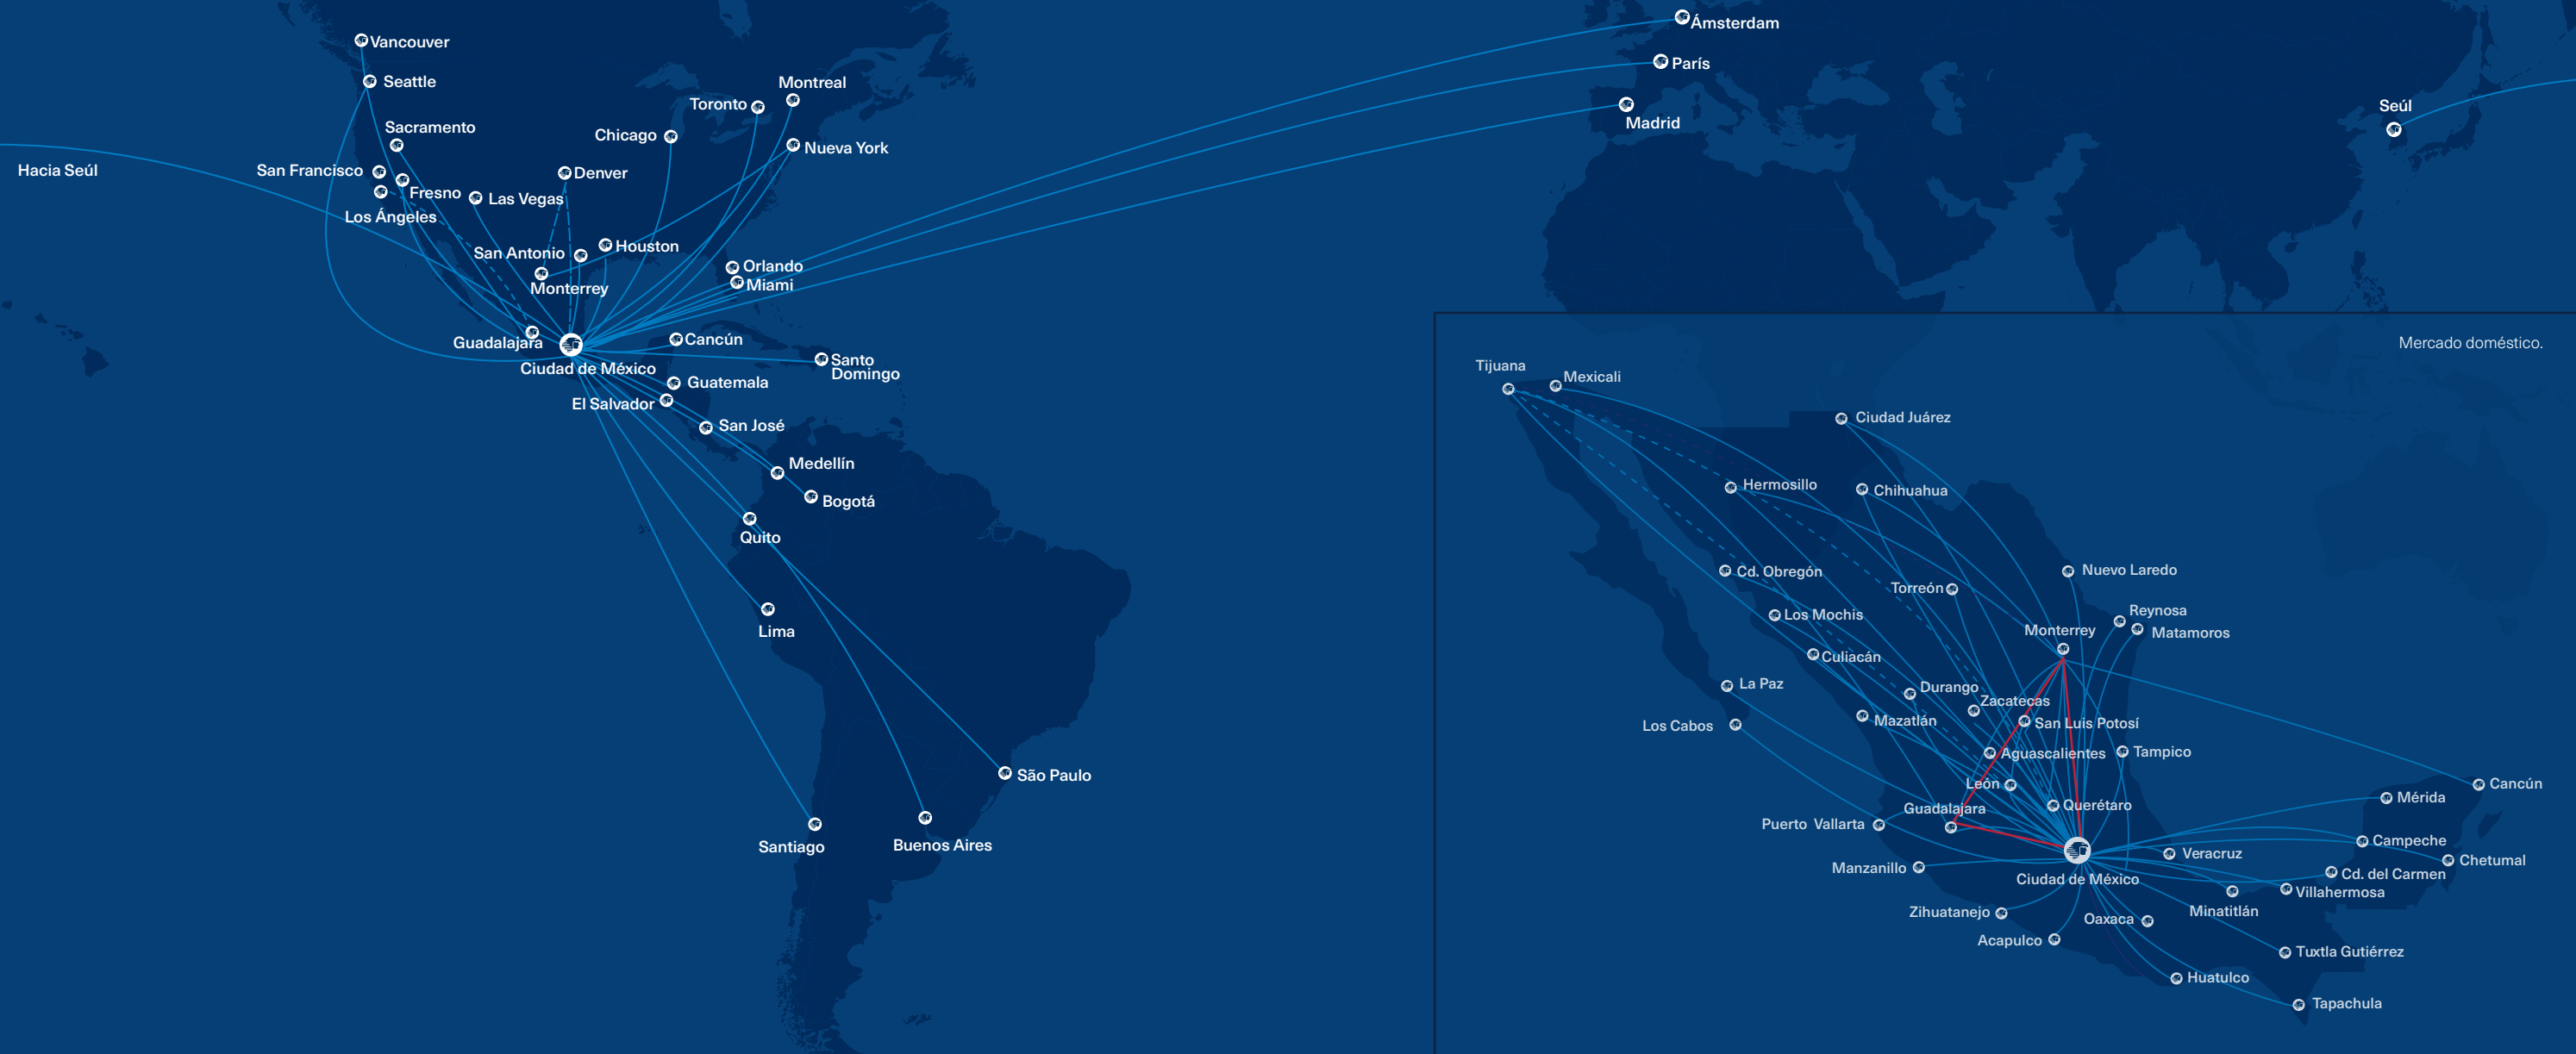 Vancouver
Seattle
Sacramento
San Francisco
Fresno
Los Ángeles
Las Vegas
Denver
Chicago
Toronto
Montreal
Nueva York
Hacia Seúl
San Antonio
Houston
Monterrey
Orlando
Miami
Guadalajara
Ciudad de México
Cancún
Santo
Domingo
Guatemala
El Salvador
San José
Medellín
Bogotá
Quito
Lima
São Paulo
Santiago
Buenos Aires
Ámsterdam
París
Madrid
Seúl
Mercado doméstico.
Tijuana
Mexicali
Ciudad Juárez
Hermosillo
Chihuahua
Cd. Obregón
Torreón
Nuevo Laredo
Los Mochis
Reynosa
Monterrey
Matamoros
Culiacán
La Paz
Durango
Zacatecas
Los Cabos
Mazatlán
San Luis Potosí
Aguascalientes
Tampico
León
Cancún
Mérida
Guadalajara
Querétaro
Puerto Vallarta
Campeche
Veracruz
Chetumal
Manzanillo
Ciudad de México
Cd. del Carmen
Villahermosa
Zihuatanejo
Oaxaca
Minatitlán
Acapulco
Tuxtla Gutiérrez
Huatulco
Tapachula